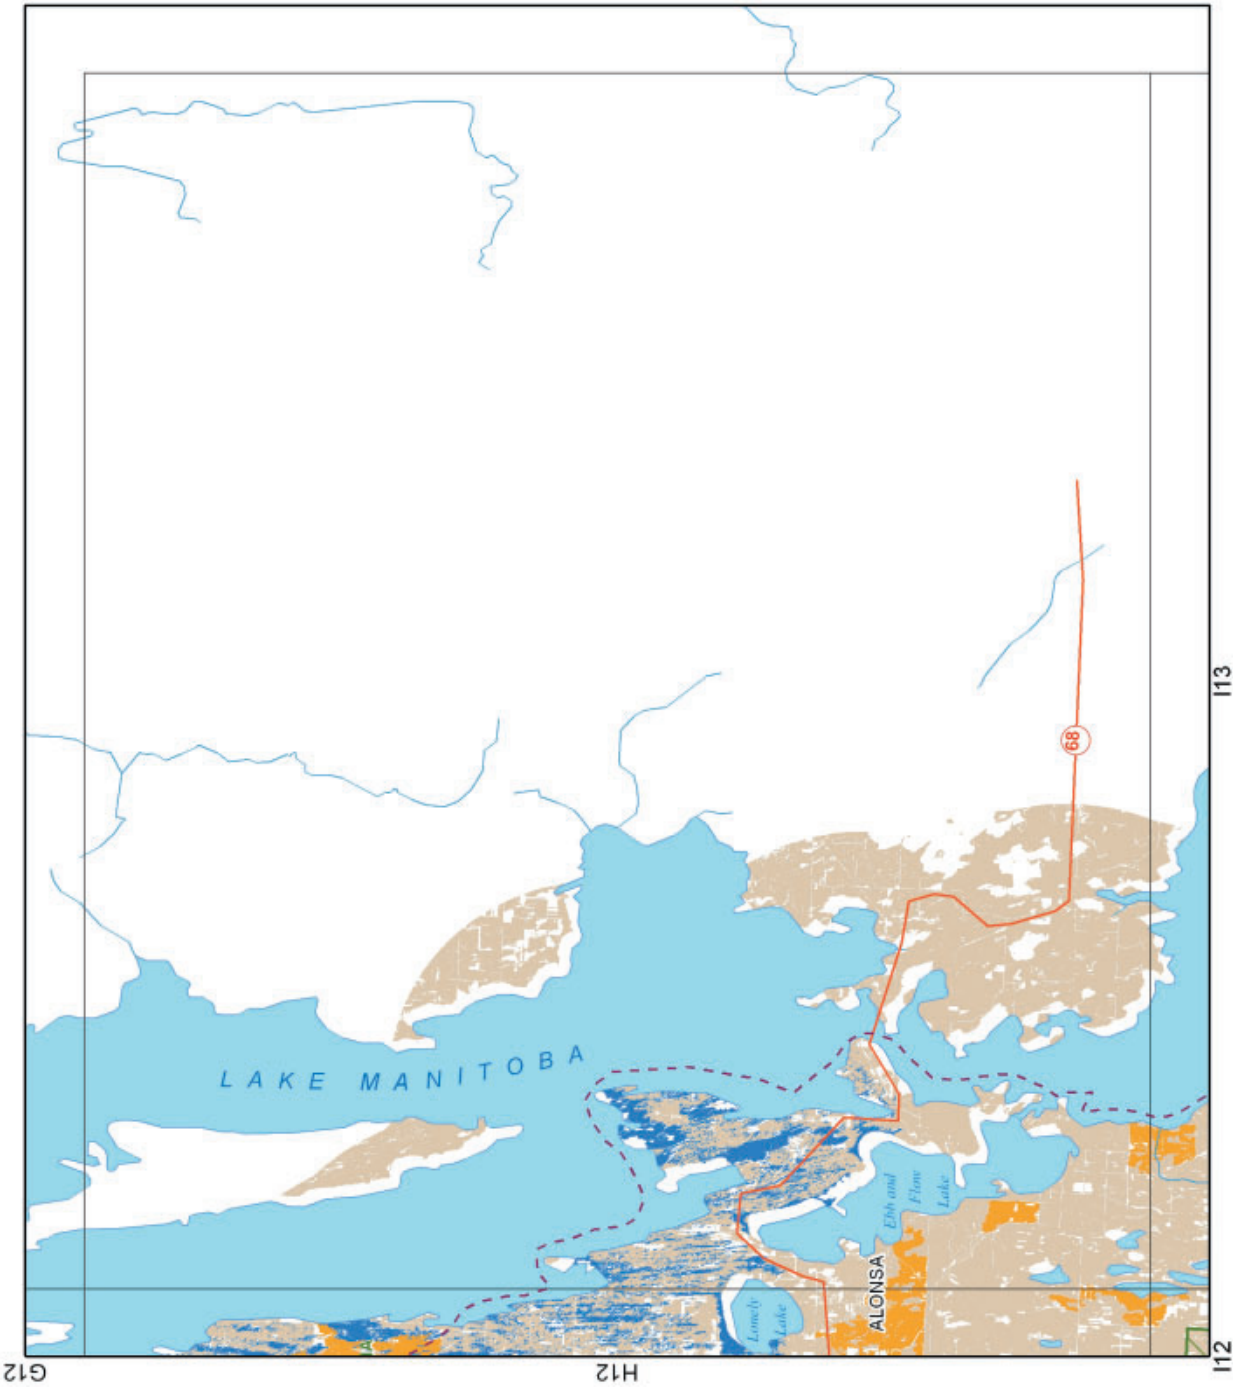 G12
H12
I12
I13
LAKE MANITOBA
68
Ebb and
Flow
Lake
ALONSA
Lonely
Lake